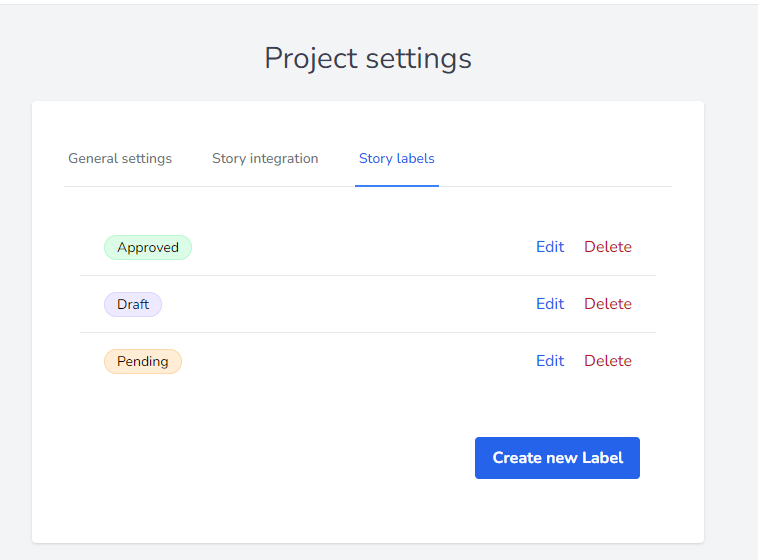 Project settings
General settings Story integration Story labels
Approved Edit Delete
Draft Edit Delete
Pending Edit Delete
Create new Label